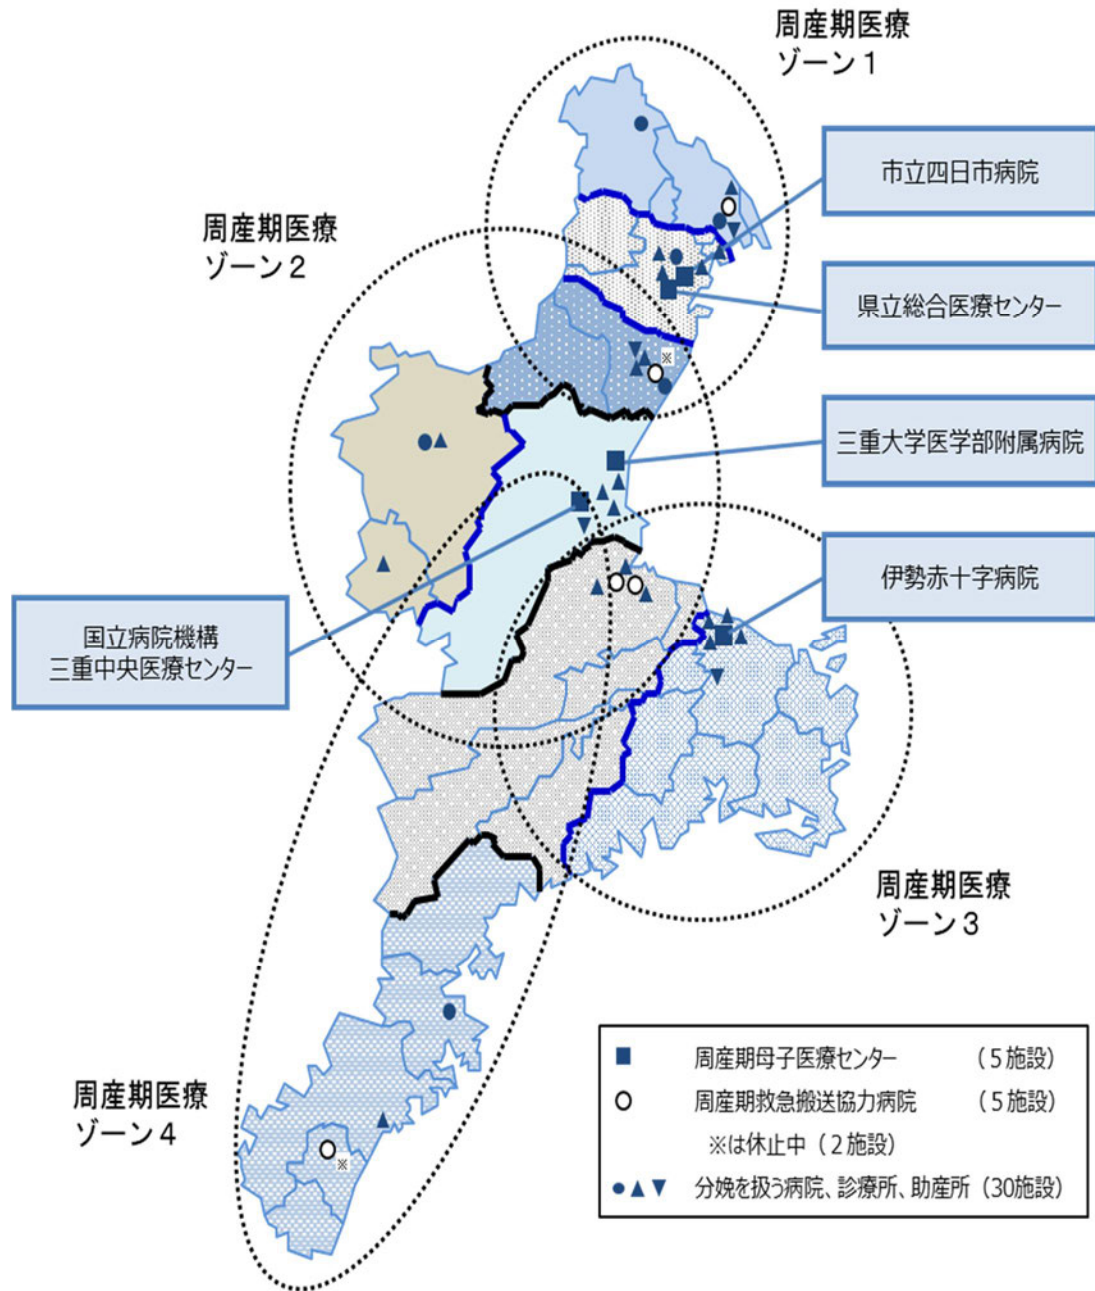 周産期医療
ゾーン１
市立四日市病院
周産期医療
ゾーン２
県立総合医療センター
※
三重大学医学部附属病院
伊勢赤十字病院
国立病院機構
三重中央医療センター
周産期医療
ゾーン３
周産期医療
ゾーン４
※
■ 周産期母子医療センター （５施設）
○ 周産期救急搬送協力病院 （５施設）
※は休止中（２施設）
●▲▼ 分娩を扱う病院、診療所、助産所（30施設）